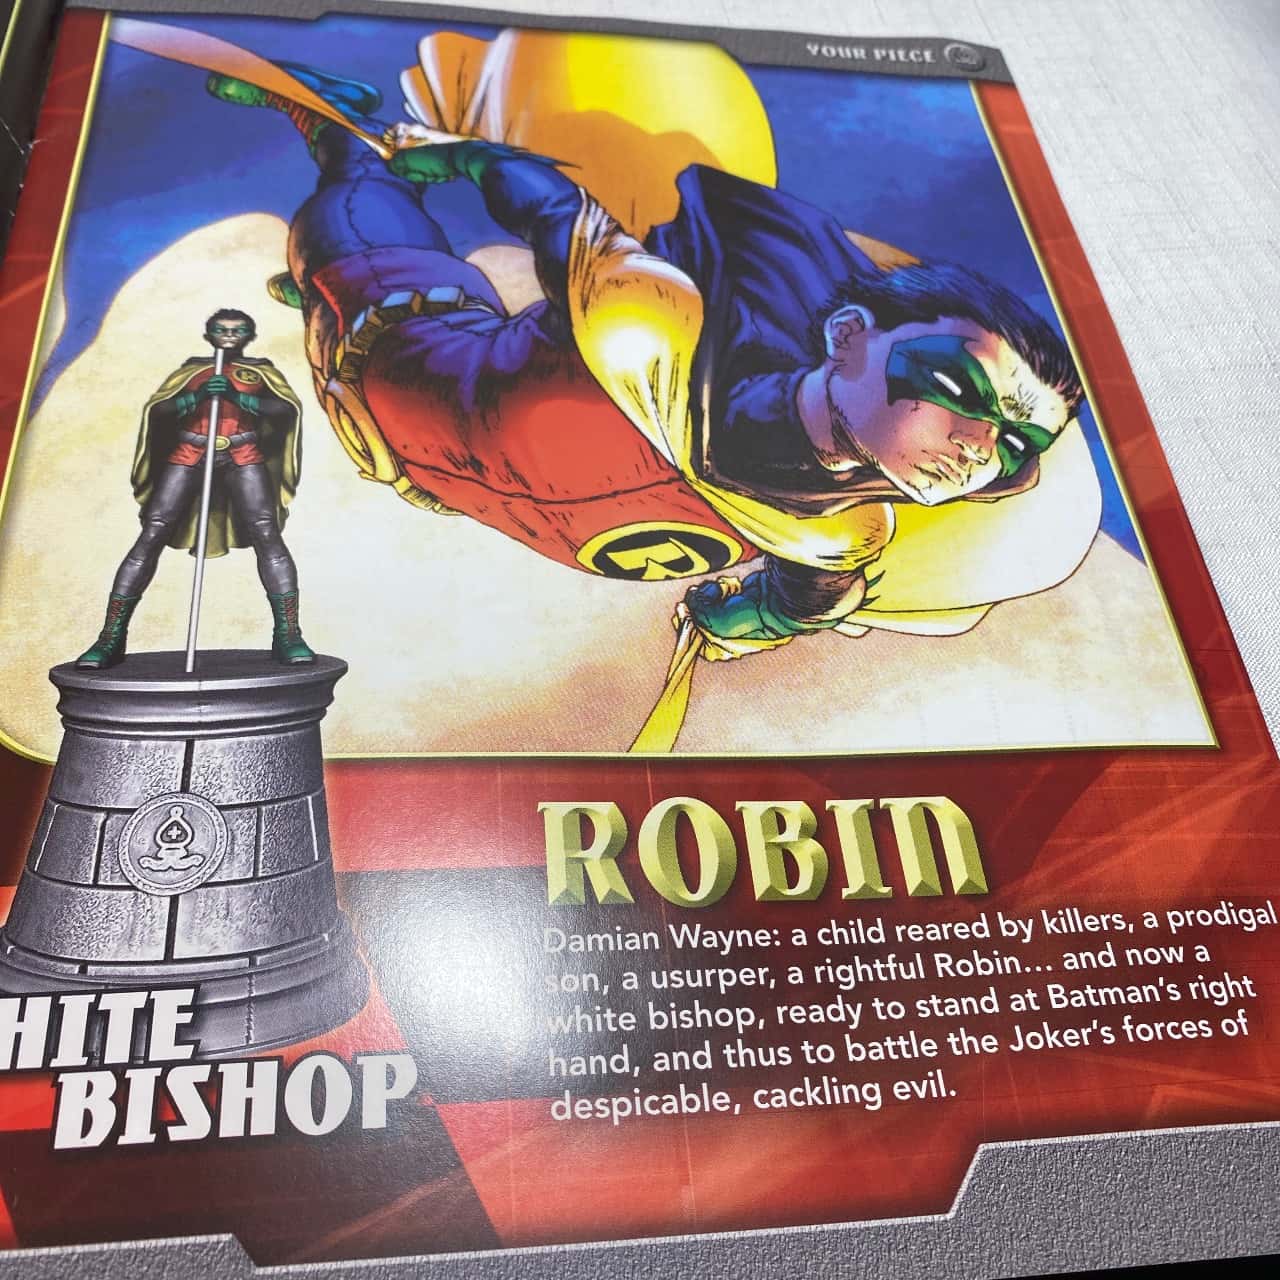 YOUR PIECE
R
R
ROBIN
Damian Wayne: a child reared by killers, a prodigal
son, a usurper, a rightful Robin... and now a
white bishop, ready to stand at Batman's right
hand, and thus to battle the Joker's forces of
despicable, cackling evil.
HITE
BISHOP